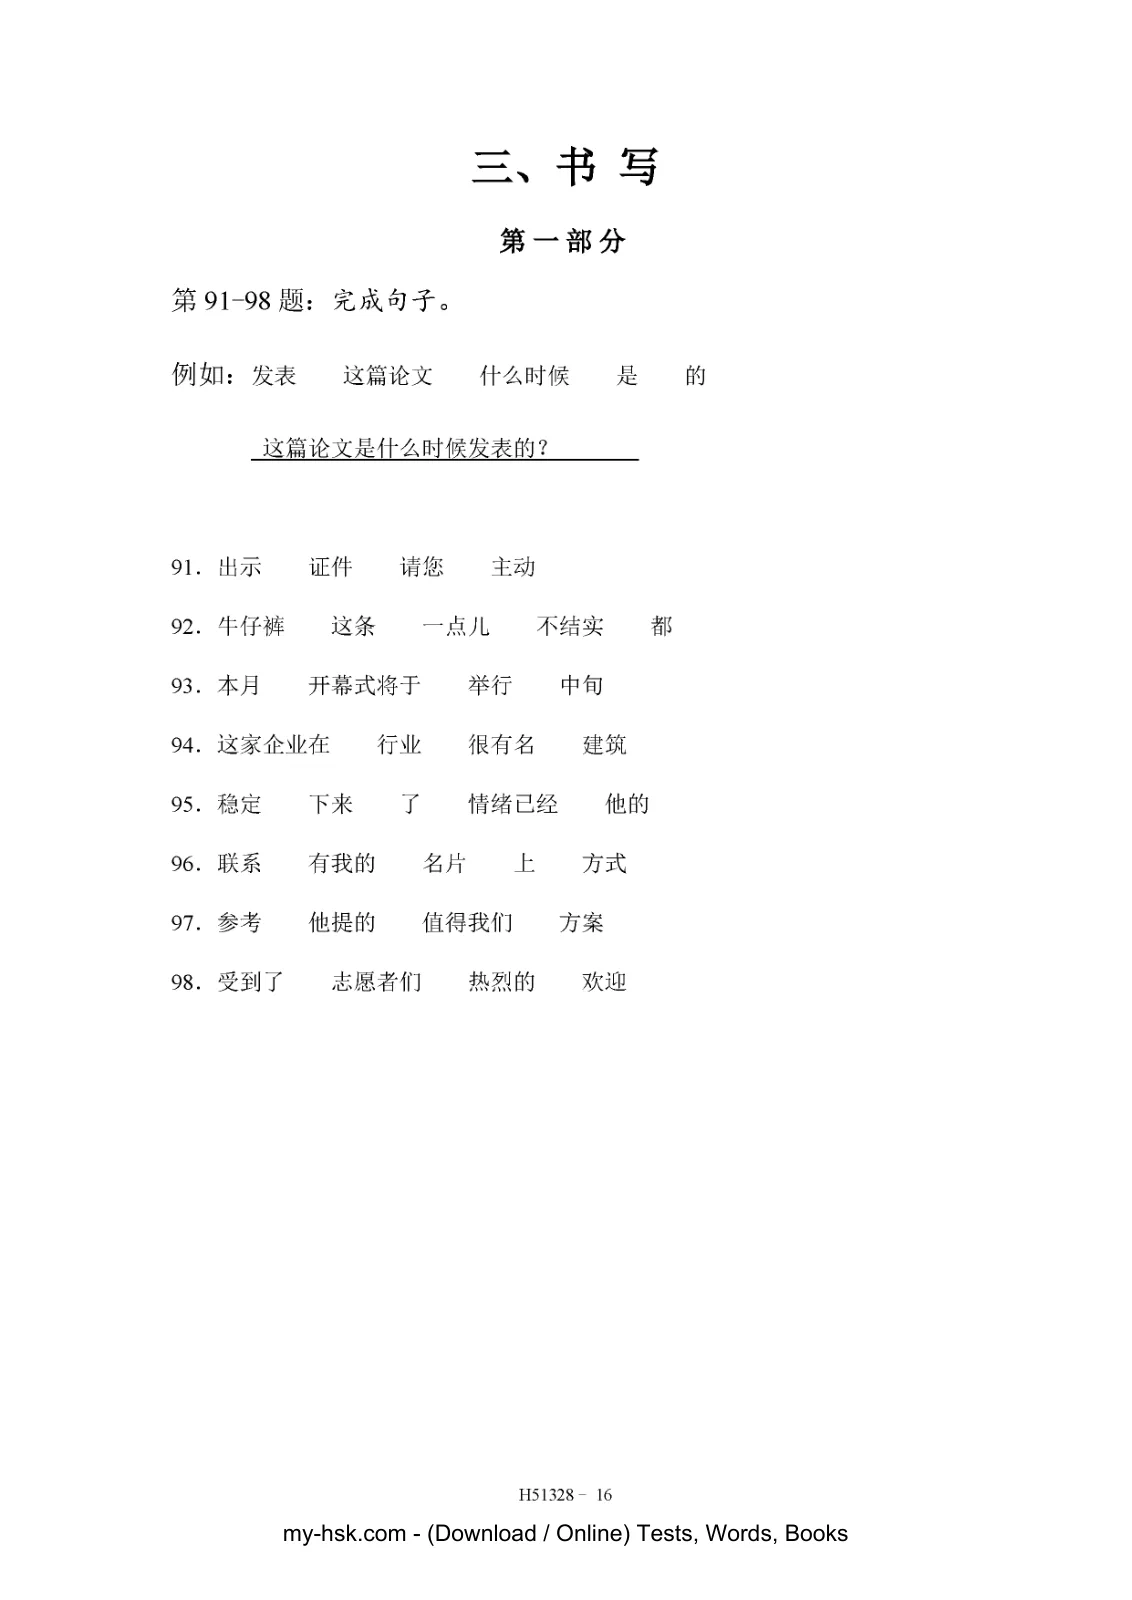 三、书 写
第一部分
第 91-98 题：完成句子。
例如：发表 这篇论文 什么时候 是 的
这篇论文是什么时候发表的？
91．出示 证件 请您 主动
92．牛仔裤 这条 一点儿 不结实 都
93．本月 开幕式将于 举行 中旬
94．这家企业在 行业 很有名 建筑
95．稳定 下来 了 情绪已经 他的
96．联系 有我的 名片 上 方式
97．参考 他提的 值得我们 方案
98．受到了 志愿者们 热烈的 欢迎
H51328 - 16
my-hsk.com - (Download / Online) Tests, Words, Books